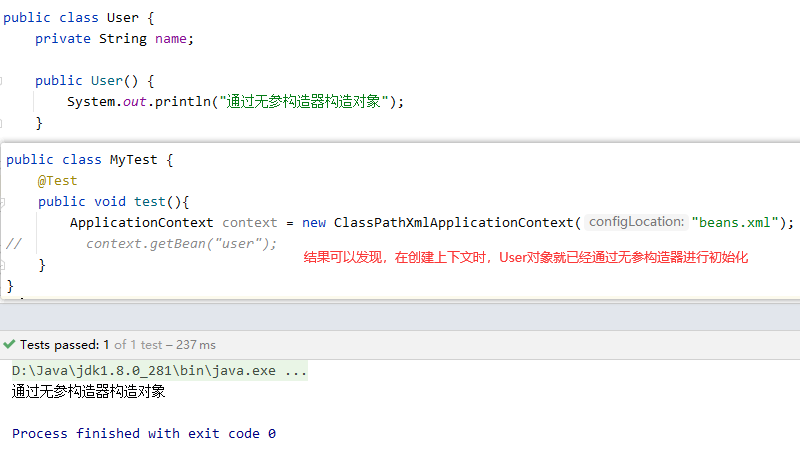 public class User {
    private String name;
    public User() {
        System.out.println("通过无参构造器构造对象");
    }
public class MyTest {
    @Test
    public void test(){
        ApplicationContext context = new ClassPathXmlApplicationContext( configLocation: "beans.xml");
//        context.getBean("user");
结果可以发现，在创建上下文时，User对象就已经通过无参构造器进行初始化
    }
}
Tests passed: 1 of 1 test – 237 ms
D:\Java\jdk1.8.0_281\bin\java.exe ...
通过无参构造器构造对象
Process finished with exit code 0